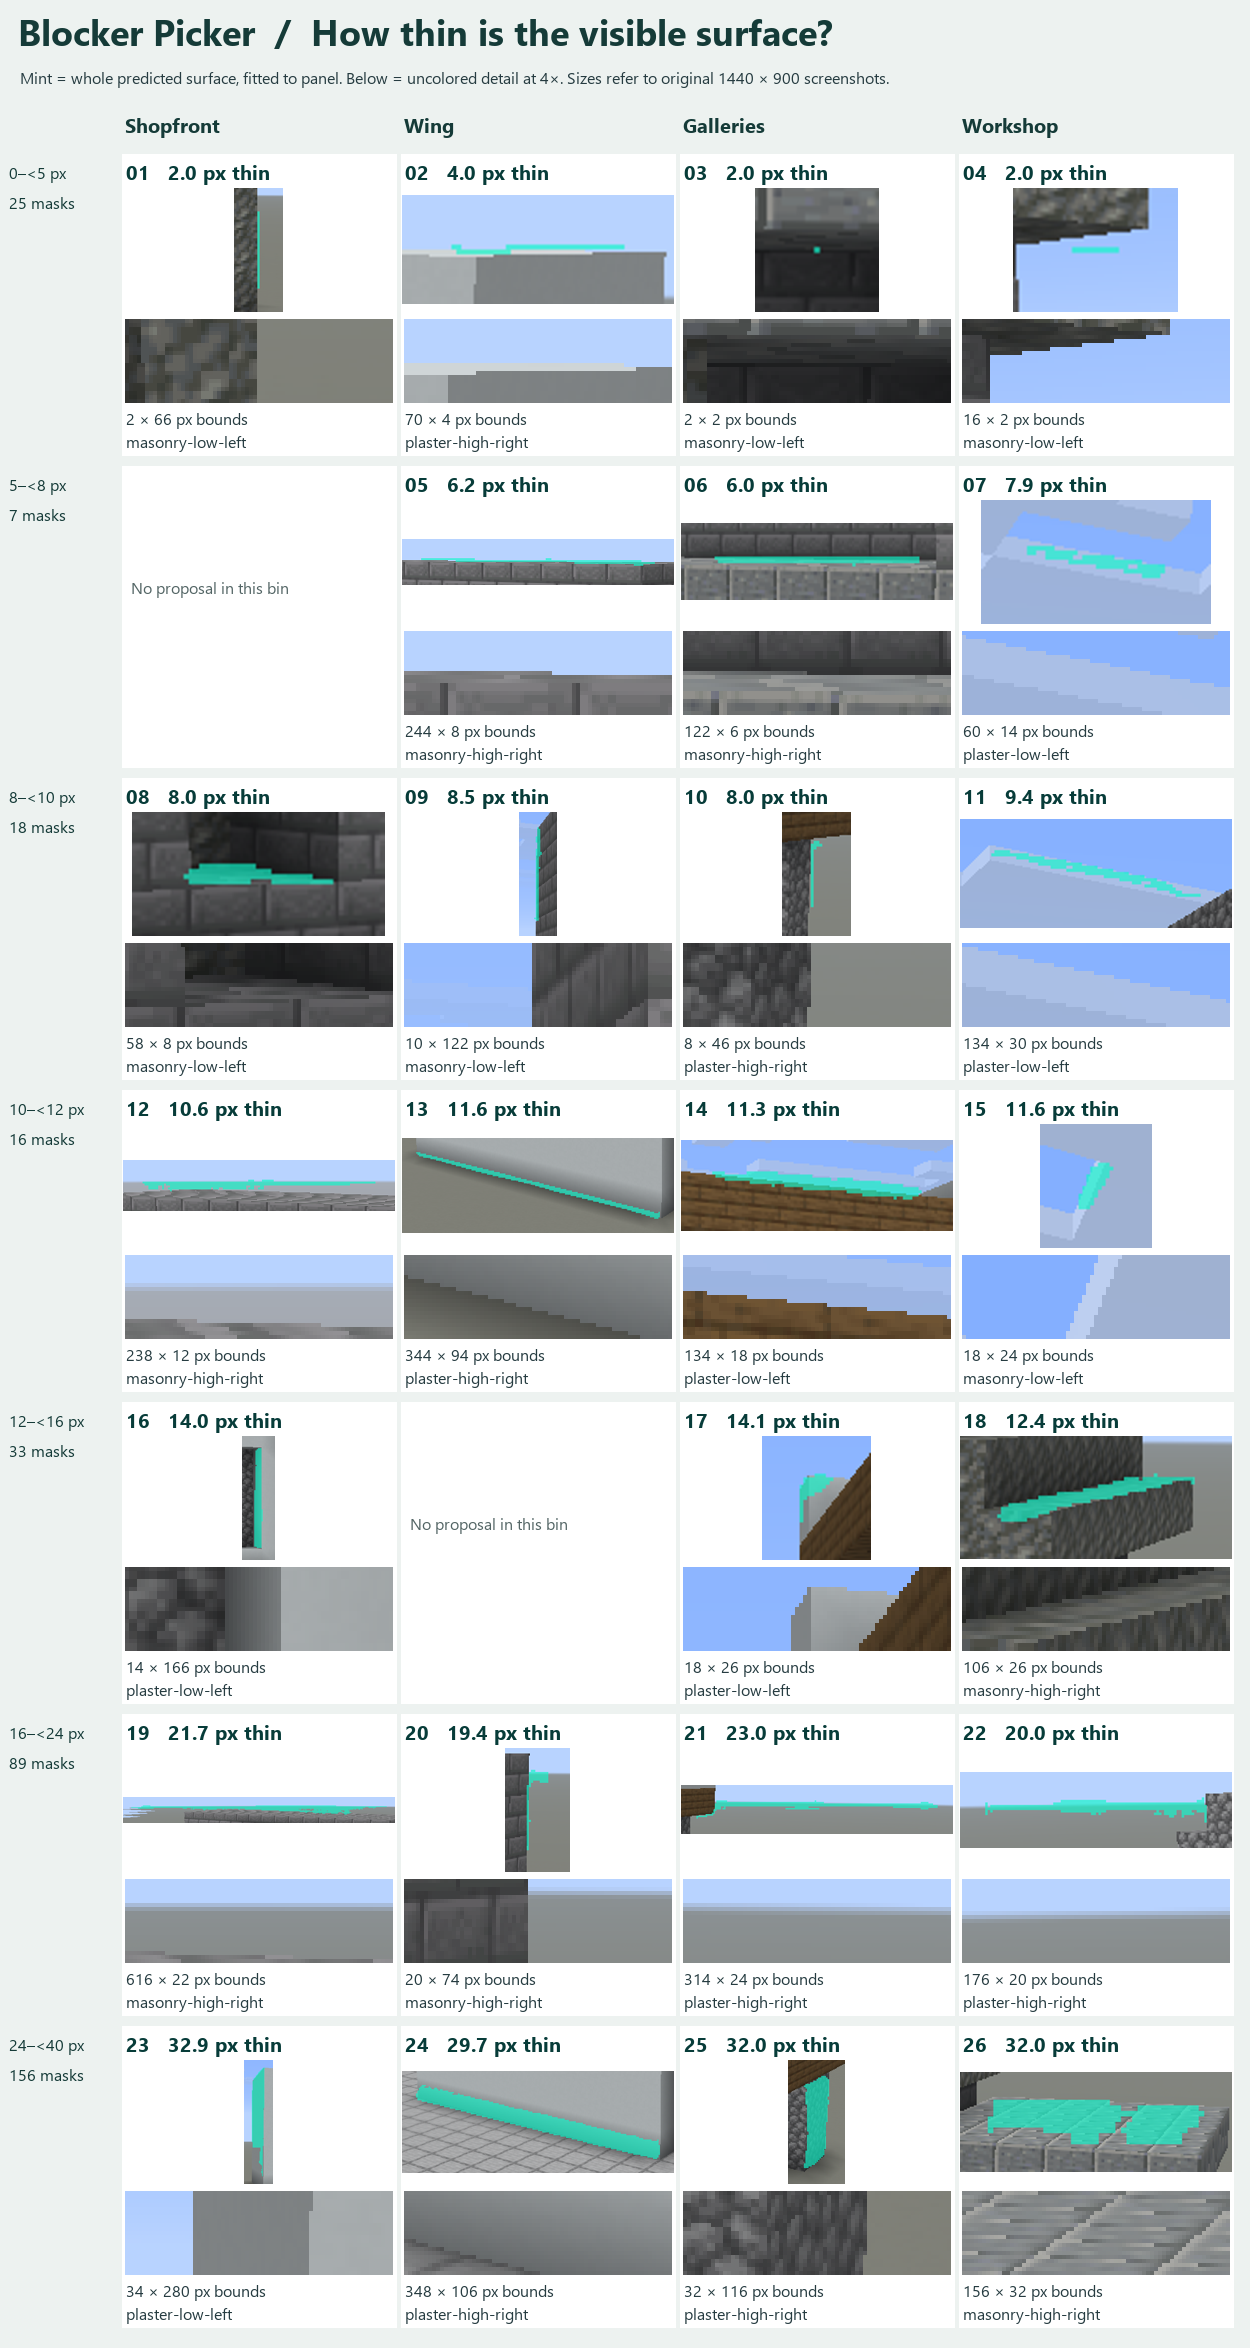 Blocker Picker / How thin is the visible surface?
Mint = whole predicted surface, fitted to panel. Below = uncolored detail at 4×. Sizes refer to original 1440 × 900 screenshots.
Shopfront Wing Galleries Workshop
0–<5 px
25 masks
01 2.0 px thin
2 × 66 px bounds
masonry-low-left
02 4.0 px thin
70 × 4 px bounds
plaster-high-right
03 2.0 px thin
2 × 2 px bounds
masonry-low-left
04 2.0 px thin
16 × 2 px bounds
masonry-low-left
5–<8 px
7 masks
No proposal in this bin
05 6.2 px thin
244 × 8 px bounds
masonry-high-right
06 6.0 px thin
122 × 6 px bounds
masonry-high-right
07 7.9 px thin
60 × 14 px bounds
plaster-low-left
8–<10 px
18 masks
08 8.0 px thin
58 × 8 px bounds
masonry-low-left
09 8.5 px thin
10 × 122 px bounds
masonry-low-left
10 8.0 px thin
8 × 46 px bounds
plaster-high-right
11 9.4 px thin
134 × 30 px bounds
plaster-low-left
10–<12 px
16 masks
12 10.6 px thin
238 × 12 px bounds
masonry-high-right
13 11.6 px thin
344 × 94 px bounds
plaster-high-right
14 11.3 px thin
134 × 18 px bounds
plaster-low-left
15 11.6 px thin
18 × 24 px bounds
masonry-low-left
12–<16 px
33 masks
16 14.0 px thin
14 × 166 px bounds
plaster-low-left
No proposal in this bin
17 14.1 px thin
18 × 26 px bounds
plaster-low-left
18 12.4 px thin
106 × 26 px bounds
masonry-high-right
16–<24 px
89 masks
19 21.7 px thin
616 × 22 px bounds
masonry-high-right
20 19.4 px thin
20 × 74 px bounds
masonry-high-right
21 23.0 px thin
314 × 24 px bounds
plaster-high-right
22 20.0 px thin
176 × 20 px bounds
plaster-high-right
24–<40 px
156 masks
23 32.9 px thin
34 × 280 px bounds
plaster-low-left
24 29.7 px thin
348 × 106 px bounds
plaster-high-right
25 32.0 px thin
32 × 116 px bounds
plaster-high-right
26 32.0 px thin
156 × 32 px bounds
masonry-high-right